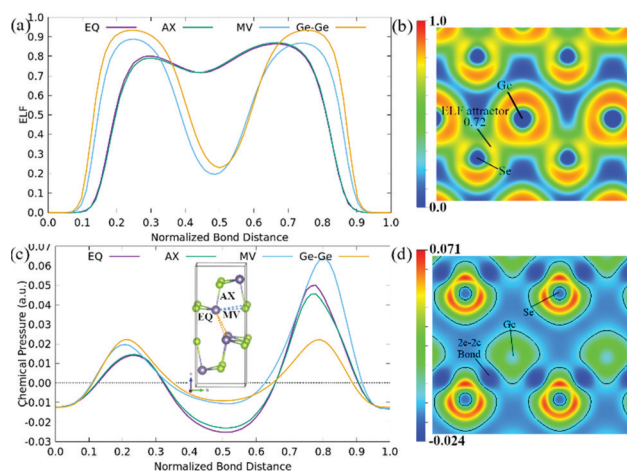 (a)
EQ AX MV Ge-Ge
ELF
1.0
0.9
0.8
0.7
0.6
0.5
0.4
0.3
0.2
0.1
0.0
0.0 0.1 0.2 0.3 0.4 0.5 0.6 0.7 0.8 0.9 1.0
Normalized Bond Distance
(b)
1.0
0.0
Ge
ELF attractor
0.72
Se
(c)
EQ AX MV Ge-Ge
Chemical Pressure (a.u.)
0.07
0.06
0.05
0.04
0.03
0.02
0.01
0.00
-0.01
-0.02
-0.03
AX
EQ
MV
0.0 0.1 0.2 0.3 0.4 0.5 0.6 0.7 0.8 0.9 1.0
Normalized Bond Distance
(d)
0.071
-0.024
Se
Ge
2e-2c
Bond